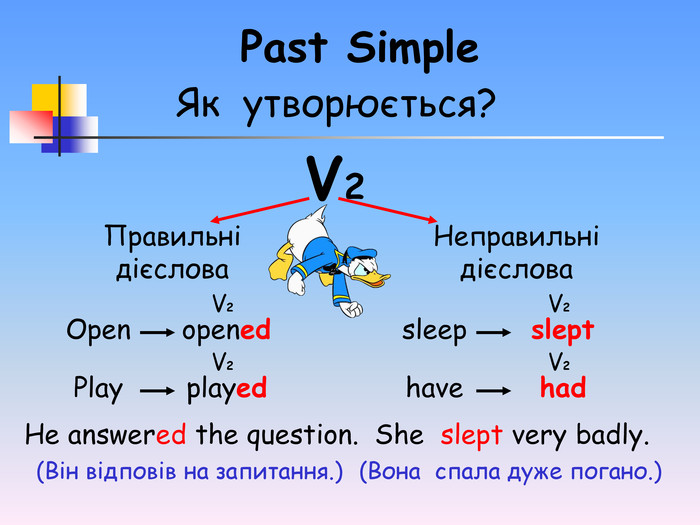 Past Simple
Як утворюється?
V2
Правильні Неправильні
дієслова дієслова
V2 V2
Open opened sleep slept
V2 V2
Play played have had
He answered the question. She slept very badly.
(Він відповів на запитання.) (Вона спала дуже погано.)